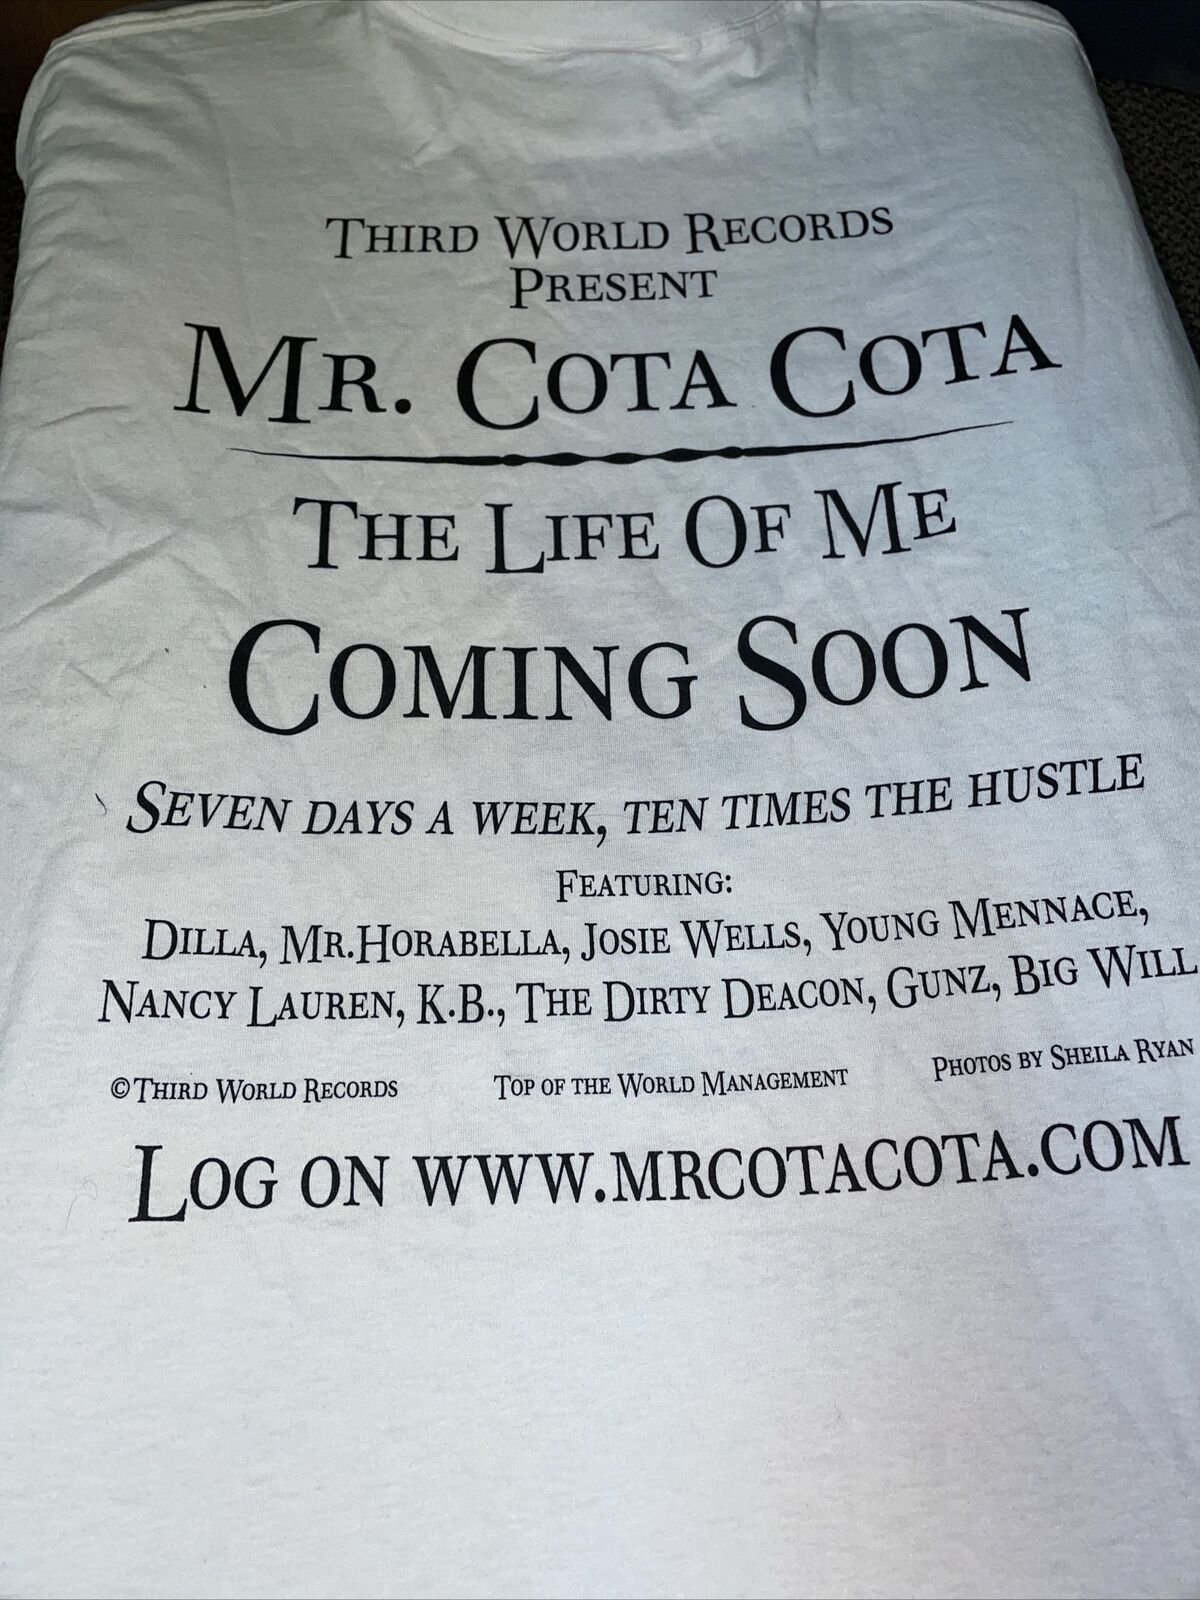 Third World Records
Present
Mr. Cota Cota
The Life Of Me
Coming Soon
Seven days a week, ten times the hustle
Featuring:
Dilla, Mr.Horabella, Josie Wells, Young Mennace,
Nancy Lauren, K.B., The Dirty Deacon, Gunz, Big Will
©Third World Records Top of the World Management Photos by Sheila Ryan
Log on www.mrcotacota.com